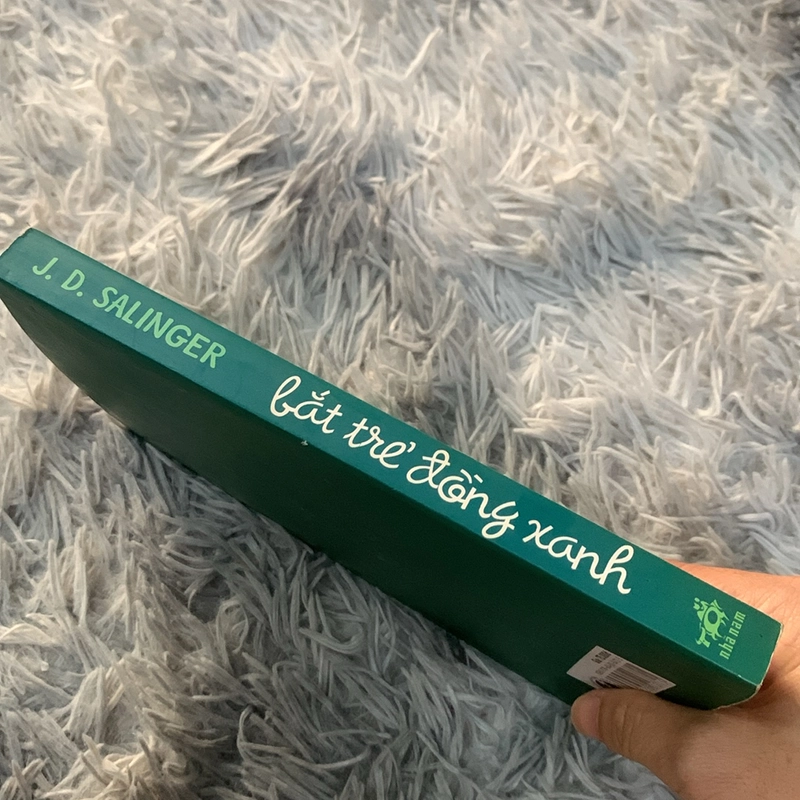 J. D. SALINGER
bắt trẻ đồng xanh
nhã nam